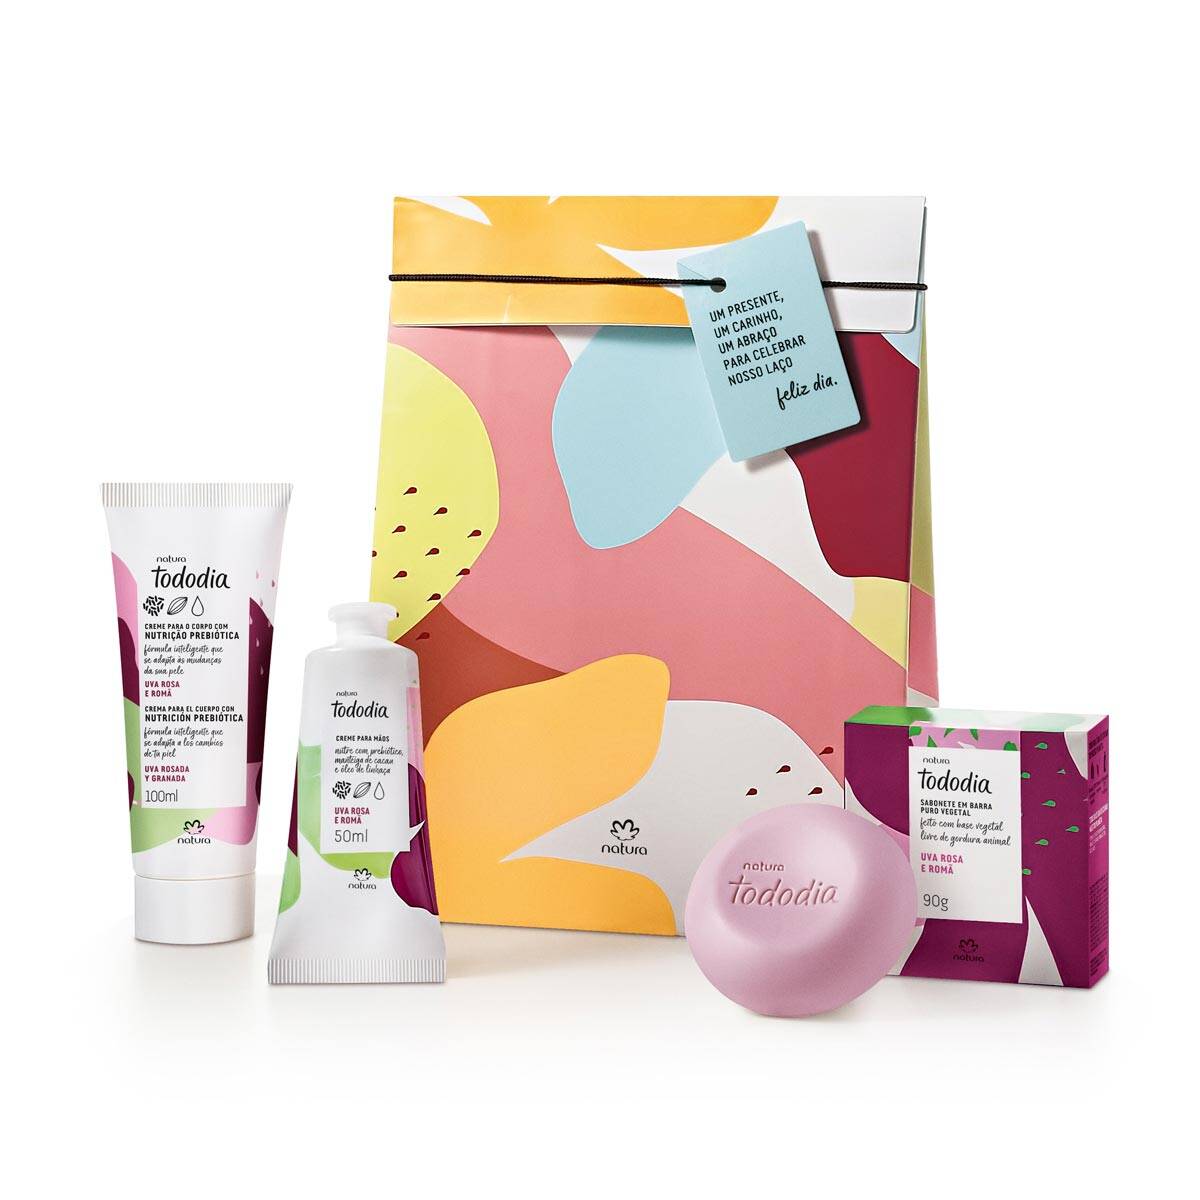 UM PRESENTE,
UM CARINHO,
UM ABRAÇO
PARA CELEBRAR
NOSSO LAÇO
feliz dia.
natura
natura
tododia
CREME PARA O CORPO COM
NUTRIÇÃO PREBIÓTICA
fórmula inteligente que
se adapta às mudanças
da sua pele
UVA ROSA
E ROMÃ
CREMA PARA EL CUERPO CON
NUTRICIÓN PREBIÓTICA
fórmula inteligente que
se adapta a los cambios
de tu piel
UVA ROSADA
Y GRANADA
100ml
natura
natura
tododia
CREME PARA MÃOS
nutre com prebiótico,
manteiga de cacau
e óleo de linhaça
UVA ROSA
E ROMÃ
50ml
natura
natura
tododia
natura
tododia
SABONETE EM BARRA
PURO VEGETAL
feito com base vegetal
livre de gordura animal
UVA ROSA
E ROMÃ
90g
natura